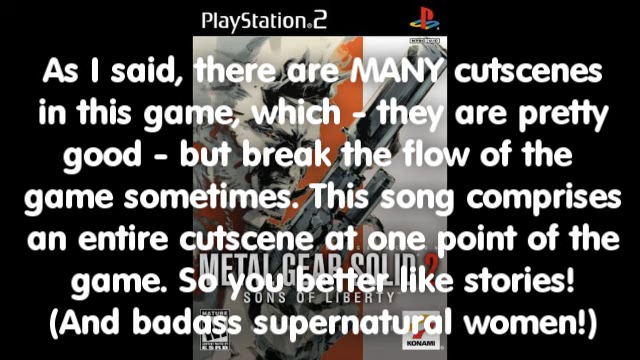 PlayStation®2
As I said, there are MANY cutscenes
in this game, which - they are pretty
good - but break the flow of the
game sometimes. This song comprises
an entire cutscene at one point of the
METAL GEAR SOLID 2
game. So you better like stories!
SONS OF LIBERTY
(And badass supernatural women!)
MATURE
M
ESRB
KONAMI